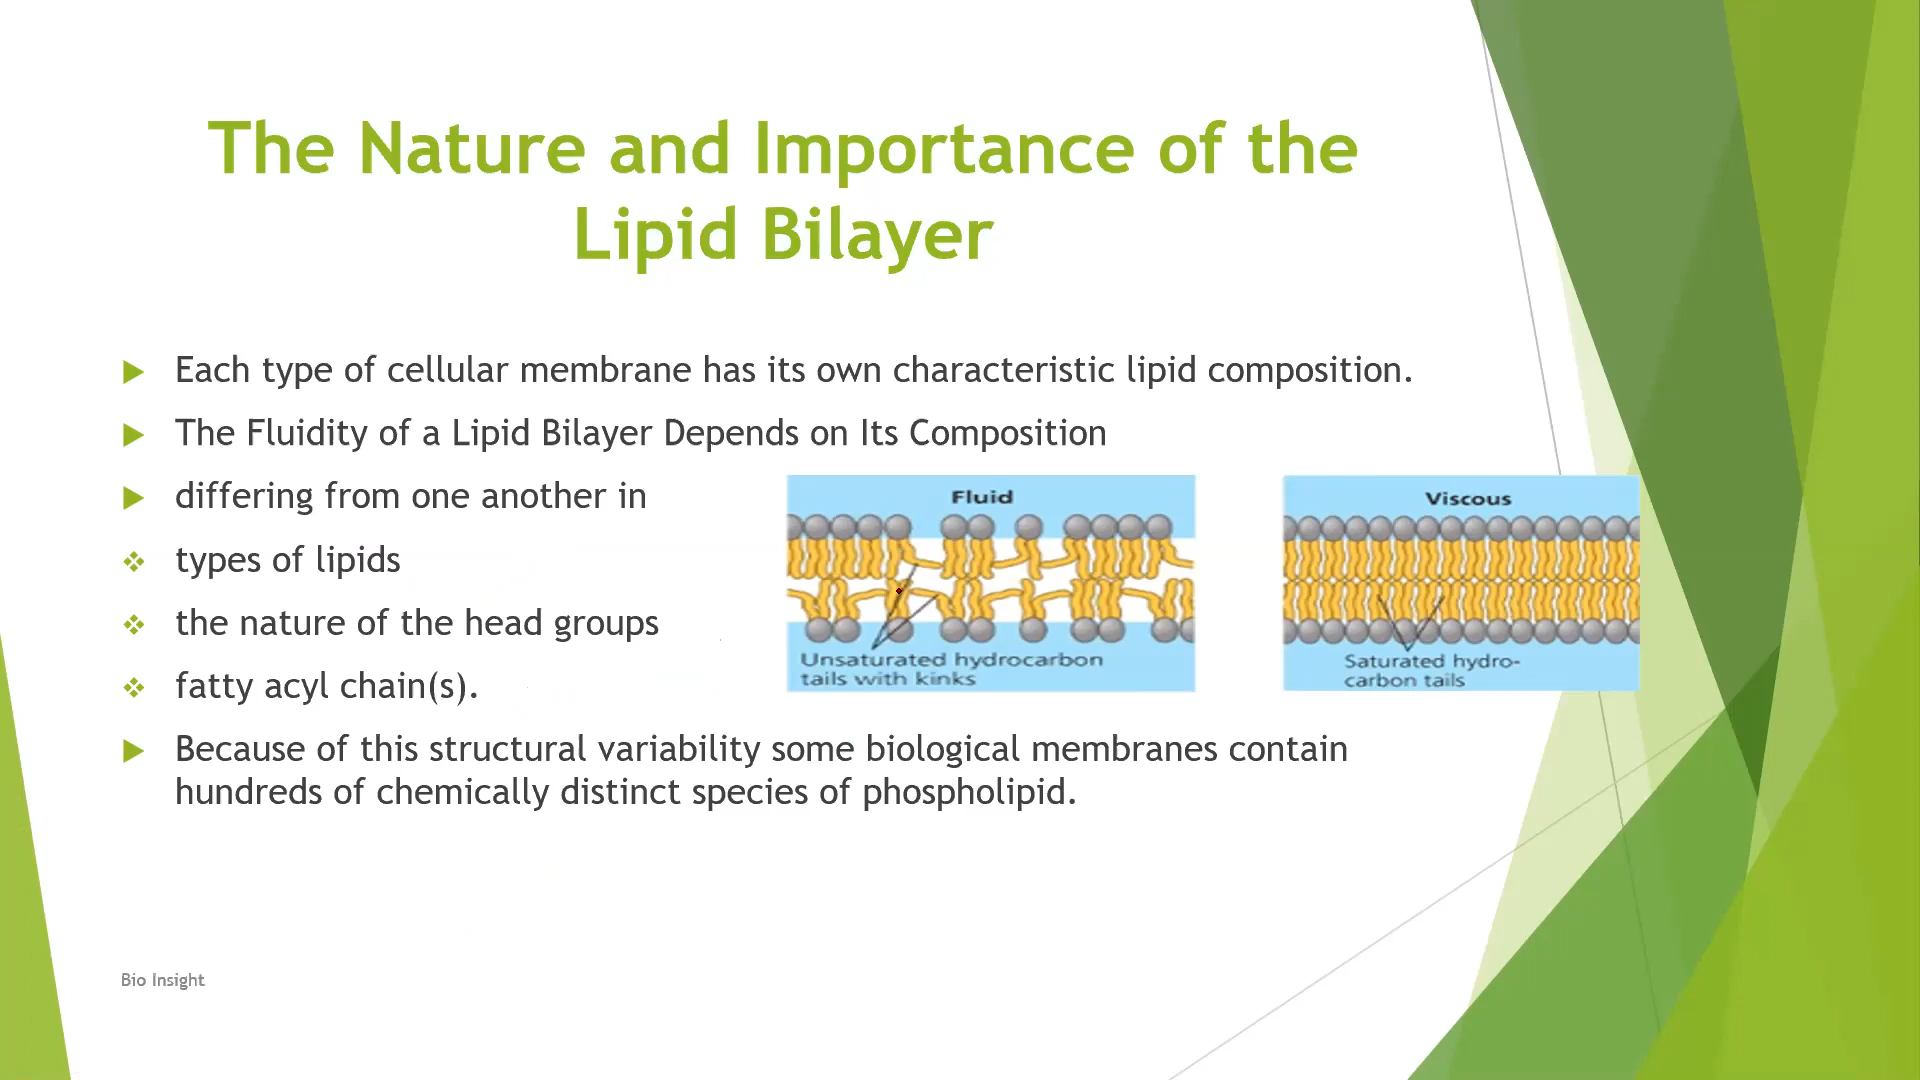 The Nature and Importance of the
Lipid Bilayer
Each type of cellular membrane has its own characteristic lipid composition.
The Fluidity of a Lipid Bilayer Depends on Its Composition
differing from one another in
types of lipids
the nature of the head groups
fatty acyl chain(s).
Fluid
Unsaturated hydrocarbon
tails with kinks
Viscous
Saturated hydro-
carbon tails
Because of this structural variability some biological membranes contain
hundreds of chemically distinct species of phospholipid.
Bio Insight